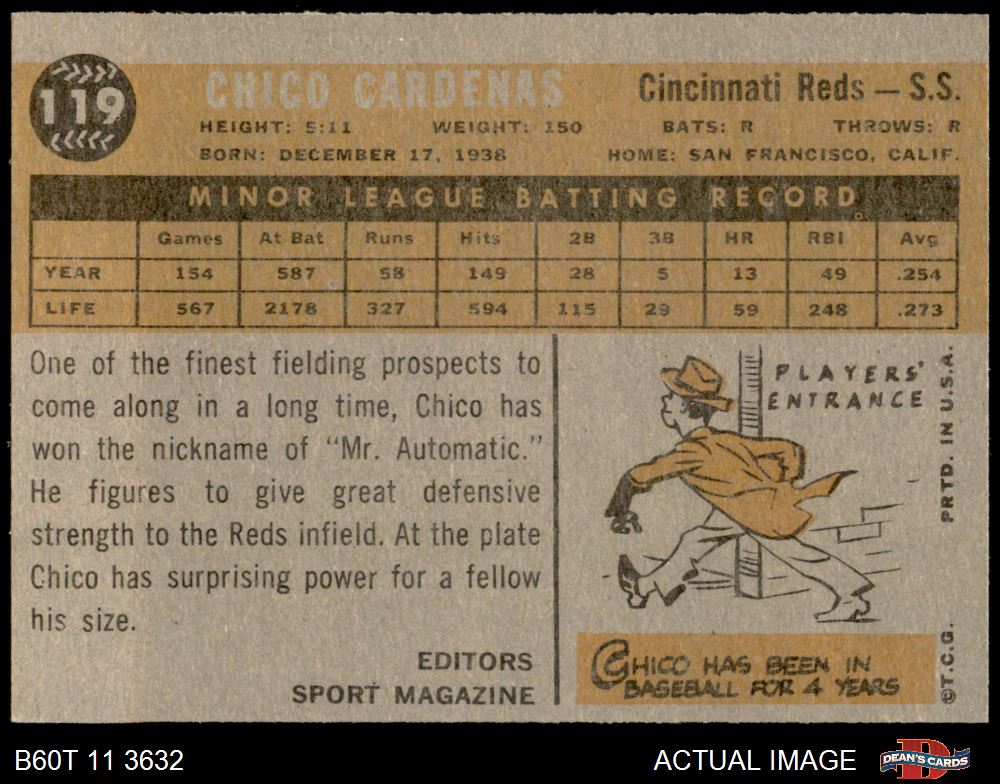 119
CHICO CARDENAS
Cincinnati Reds — S.S.
HEIGHT: 5:11 WEIGHT: 150 BATS: R THROWS: R
BORN: DECEMBER 17, 1938 HOME: SAN FRANCISCO, CALIF.
MINOR LEAGUE BATTING RECORD
Games At Bat Runs Hits 2B 3B HR RBI Avg
YEAR 154 587 58 149 28 5 13 49 .254
LIFE 567 2178 327 594 115 29 59 248 .273
One of the finest fielding prospects to
come along in a long time, Chico has
won the nickname of “Mr. Automatic.”
He figures to give great defensive
strength to the Reds infield. At the plate
Chico has surprising power for a fellow
his size.
EDITORS
SPORT MAGAZINE
PLAYERS'
ENTRANCE
CHICO HAS BEEN IN
BASEBALL FOR 4 YEARS
©T.C.G. PRTD. IN U.S.A.
B60T 11 3632
ACTUAL IMAGE
DEAN'S CARDS